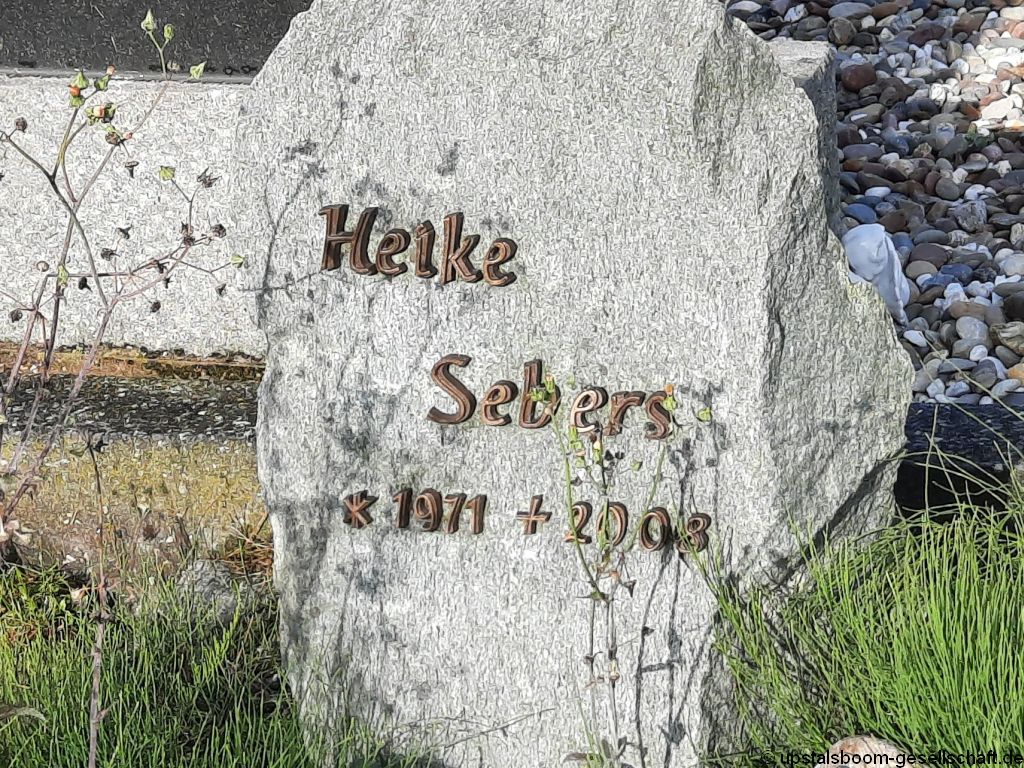 Heike
Sebers
* 1971 + 2008
© upstalsboom-gesellschaft.de